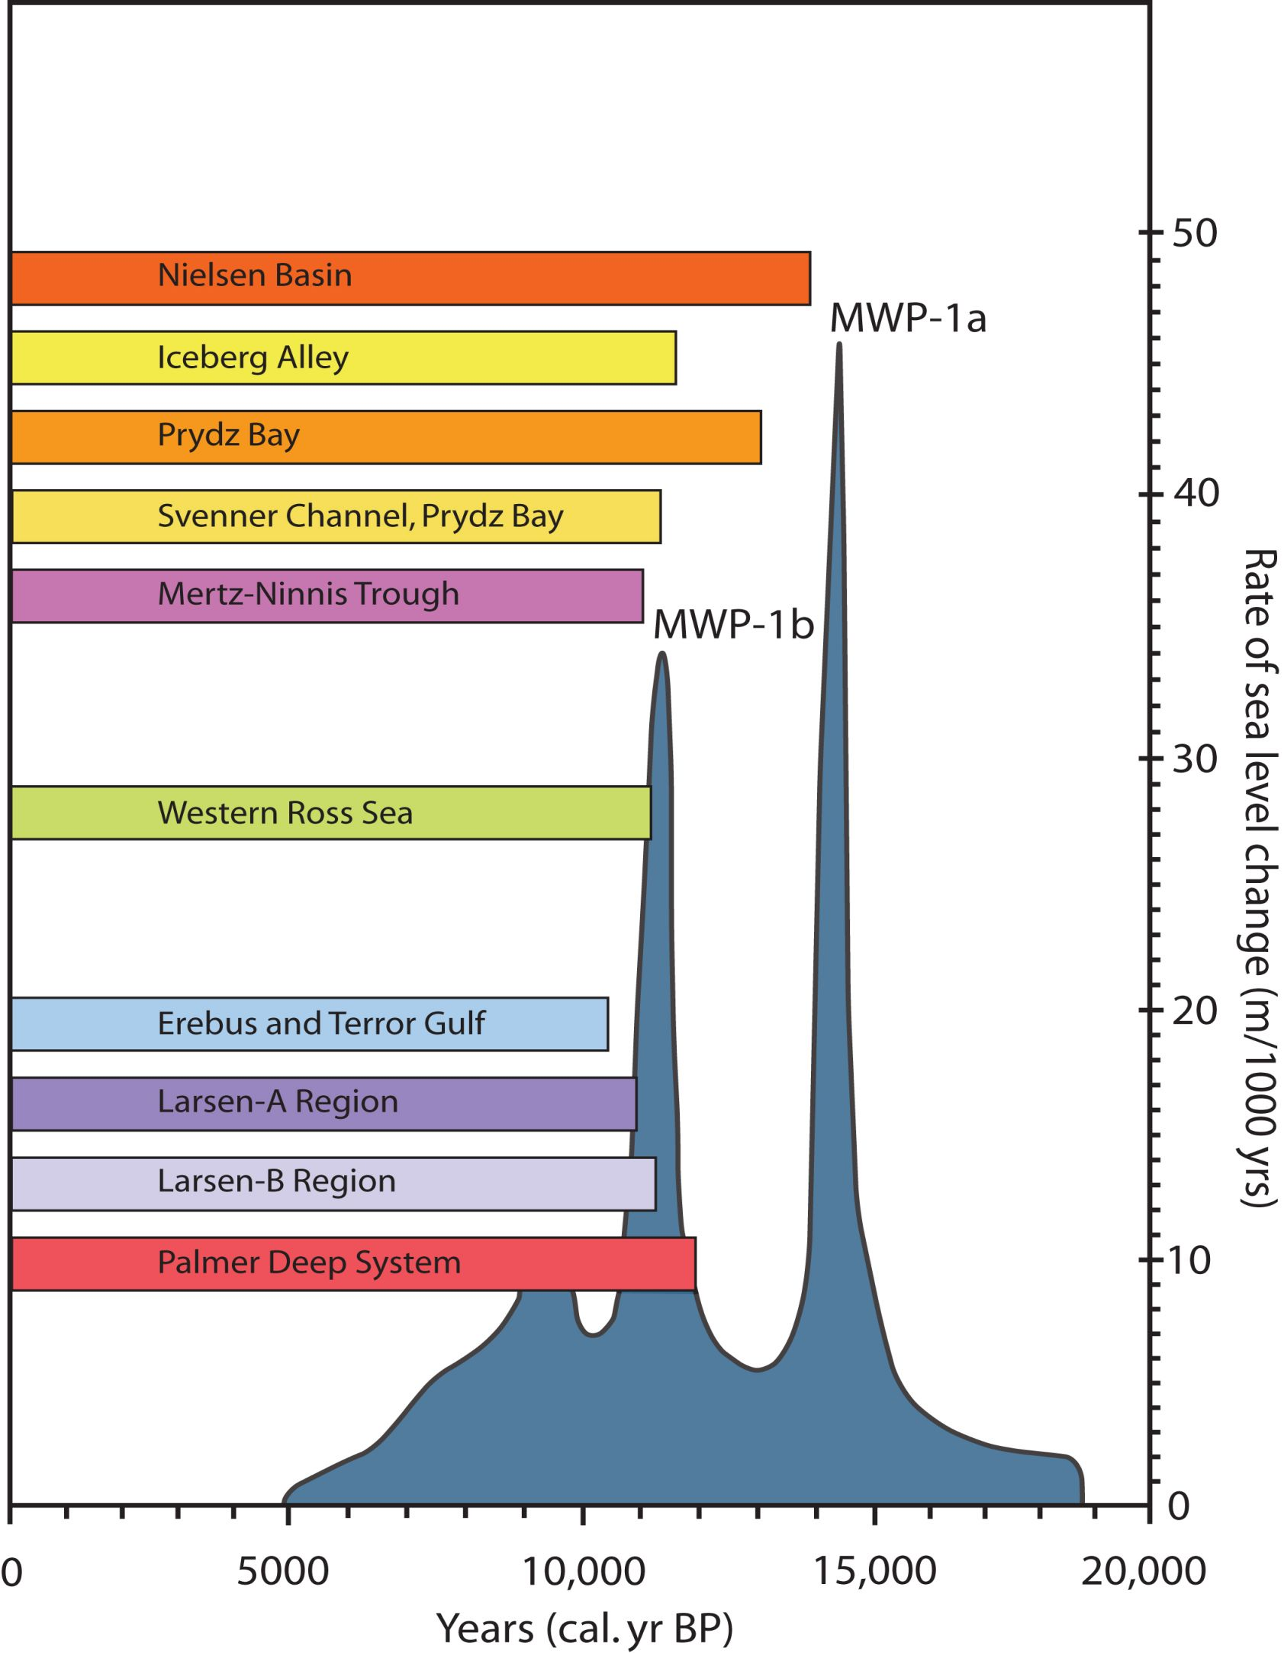 50
Nielsen Basin
MWP-1a
Iceberg Alley
Prydz Bay
40
Svenner Channel, Prydz Bay
Mertz-Ninnis Trough
MWP-1b
30
Western Ross Sea
Rate of sea level change (m/1000 yrs)
20
Erebus and Terror Gulf
Larsen-A Region
Larsen-B Region
10
Palmer Deep System
0
0 5000 10,000 15,000 20,000
Years (cal. yr BP)